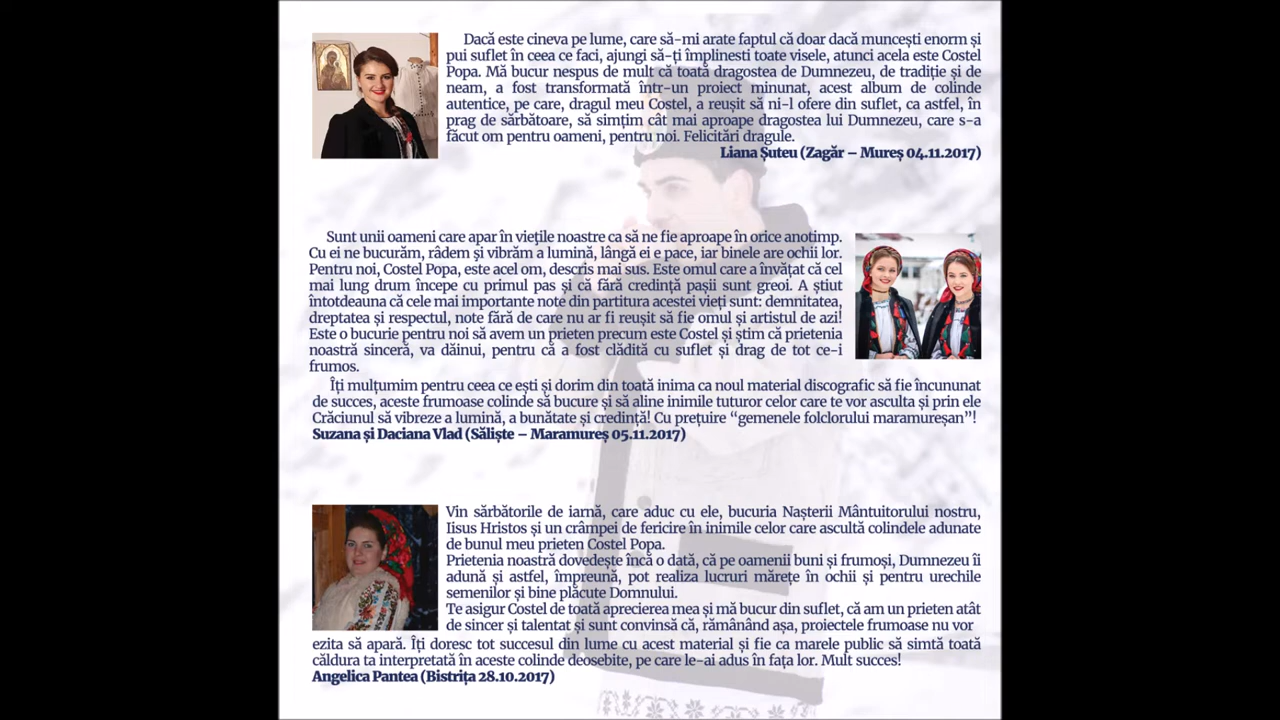 Dacă este cineva pe lume, care să-mi arate faptul că doar dacă muncești enorm și
pui suflet în ceea ce faci, ajungi să-ți împlinesti toate visele, atunci acela este Costel
Popa. Mă bucur nespus de mult că toată dragostea de Dumnezeu, de tradiție și de
neam, a fost transformată într-un proiect minunat, acest album de colinde
autentice, pe care, dragul meu Costel, a reușit să ni-l ofere din suflet, ca astfel, în
prag de sărbătoare, să simțim cât mai aproape dragostea lui Dumnezeu, care s-a
făcut om pentru oameni, pentru noi. Felicitări dragule.
Liana Șuteu (Zagăr – Mureș 04.11.2017)
Sunt unii oameni care apar în viețile noastre ca să ne fie aproape în orice anotimp.
Cu ei ne bucurăm, râdem şi vibrăm a lumină, lângă ei e pace, iar binele are ochii lor.
Pentru noi, Costel Popa, este acel om, descris mai sus. Este omul care a învățat că cel
mai lung drum începe cu primul pas și că fără credință pașii sunt greoi. A știut
întotdeauna că cele mai importante note din partitura acestei vieți sunt: demnitatea,
dreptatea și respectul, note fără de care nu ar fi reușit să fie omul și artistul de azi!
Este o bucurie pentru noi să avem un prieten precum este Costel și știm că prietenia
noastră sinceră, va dăinui, pentru că a fost clădită cu suflet și drag de tot ce-i
frumos.
Îți mulțumim pentru ceea ce ești și dorim din toată inima ca noul material discografic să fie încununat
de succes, aceste frumoase colinde să bucure și să aline inimile tuturor celor care te vor asculta și prin ele
Crăciunul să vibreze a lumină, a bunătate și credință! Cu prețuire “gemenele folclorului maramureșan”!
Suzana și Daciana Vlad (Săliște – Maramureș 05.11.2017)
Vin sărbătorile de iarnă, care aduc cu ele, bucuria Nașterii Mântuitorului nostru,
Iisus Hristos și un crâmpei de fericire în inimile celor care ascultă colindele adunate
de bunul meu prieten Costel Popa.
Prietenia noastră dovedește încă o dată, că pe oamenii buni și frumoși, Dumnezeu îi
adună și astfel, împreună, pot realiza lucruri mărețe în ochii și pentru urechile
semenilor și bine plăcute Domnului.
Te asigur Costel de toată aprecierea mea și mă bucur din suflet, că am un prieten atât
de sincer și talentat și sunt convinsă că, rămânând așa, proiectele frumoase nu vor
ezita să apară. Îți doresc tot succesul din lume cu acest material și fie ca marele public să simtă toată
căldura ta interpretată în aceste colinde deosebite, pe care le-ai adus în fața lor. Mult succes!
Angelica Pantea (Bistrița 28.10.2017)